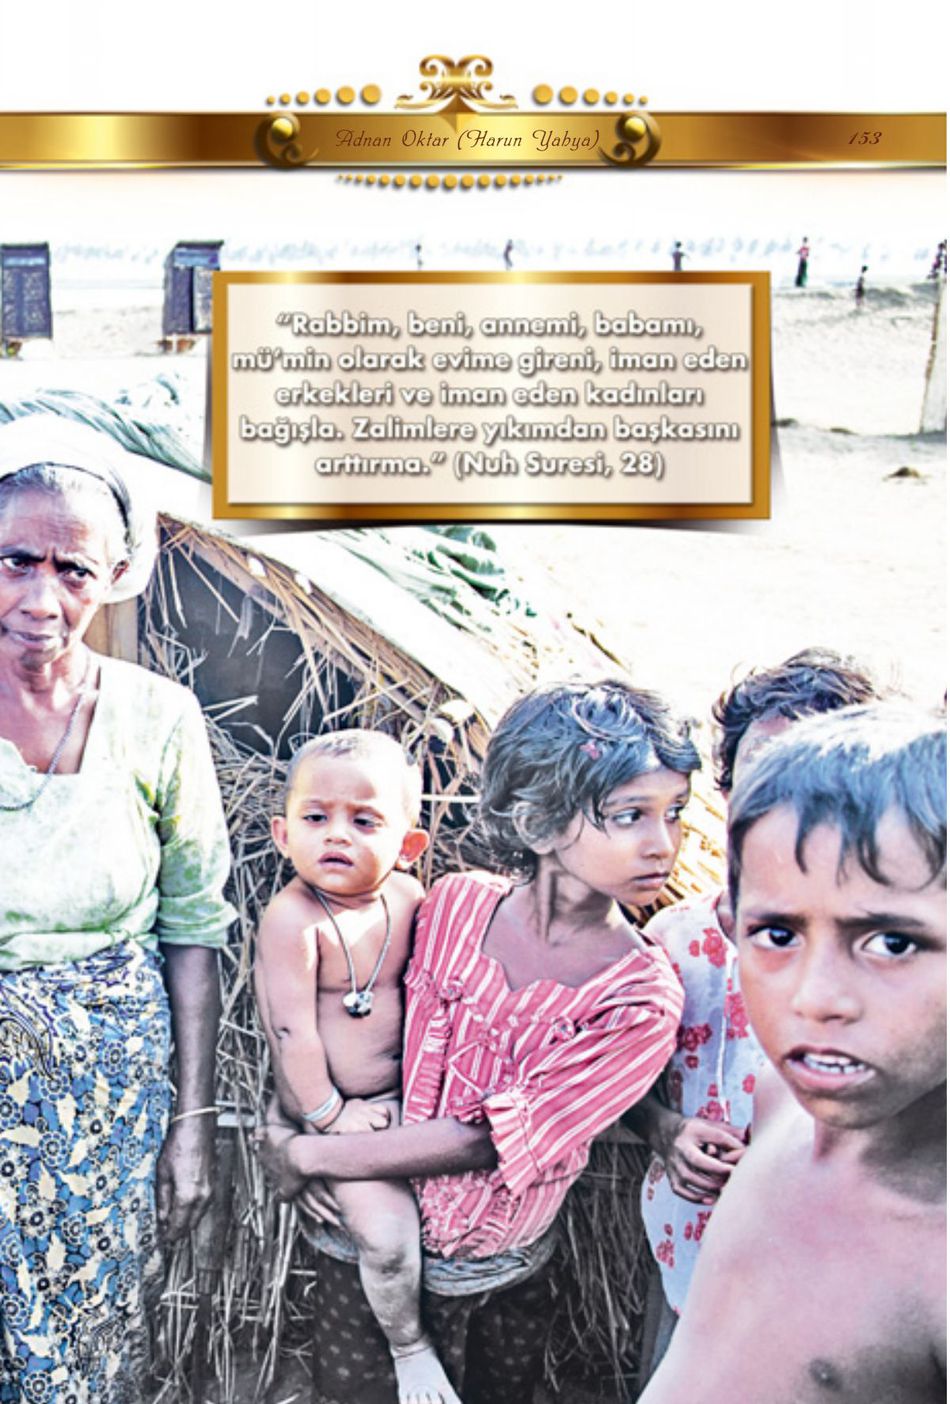 Adnan Oktar (Harun Yahya)
153
“Rabbim, beni, annemi, babamı,
mü’min olarak evime gireni, iman eden
erkekleri ve iman eden kadınları
bağışla. Zalimlere yıkımdan başkasını
arttırma.” (Nuh Suresi, 28)